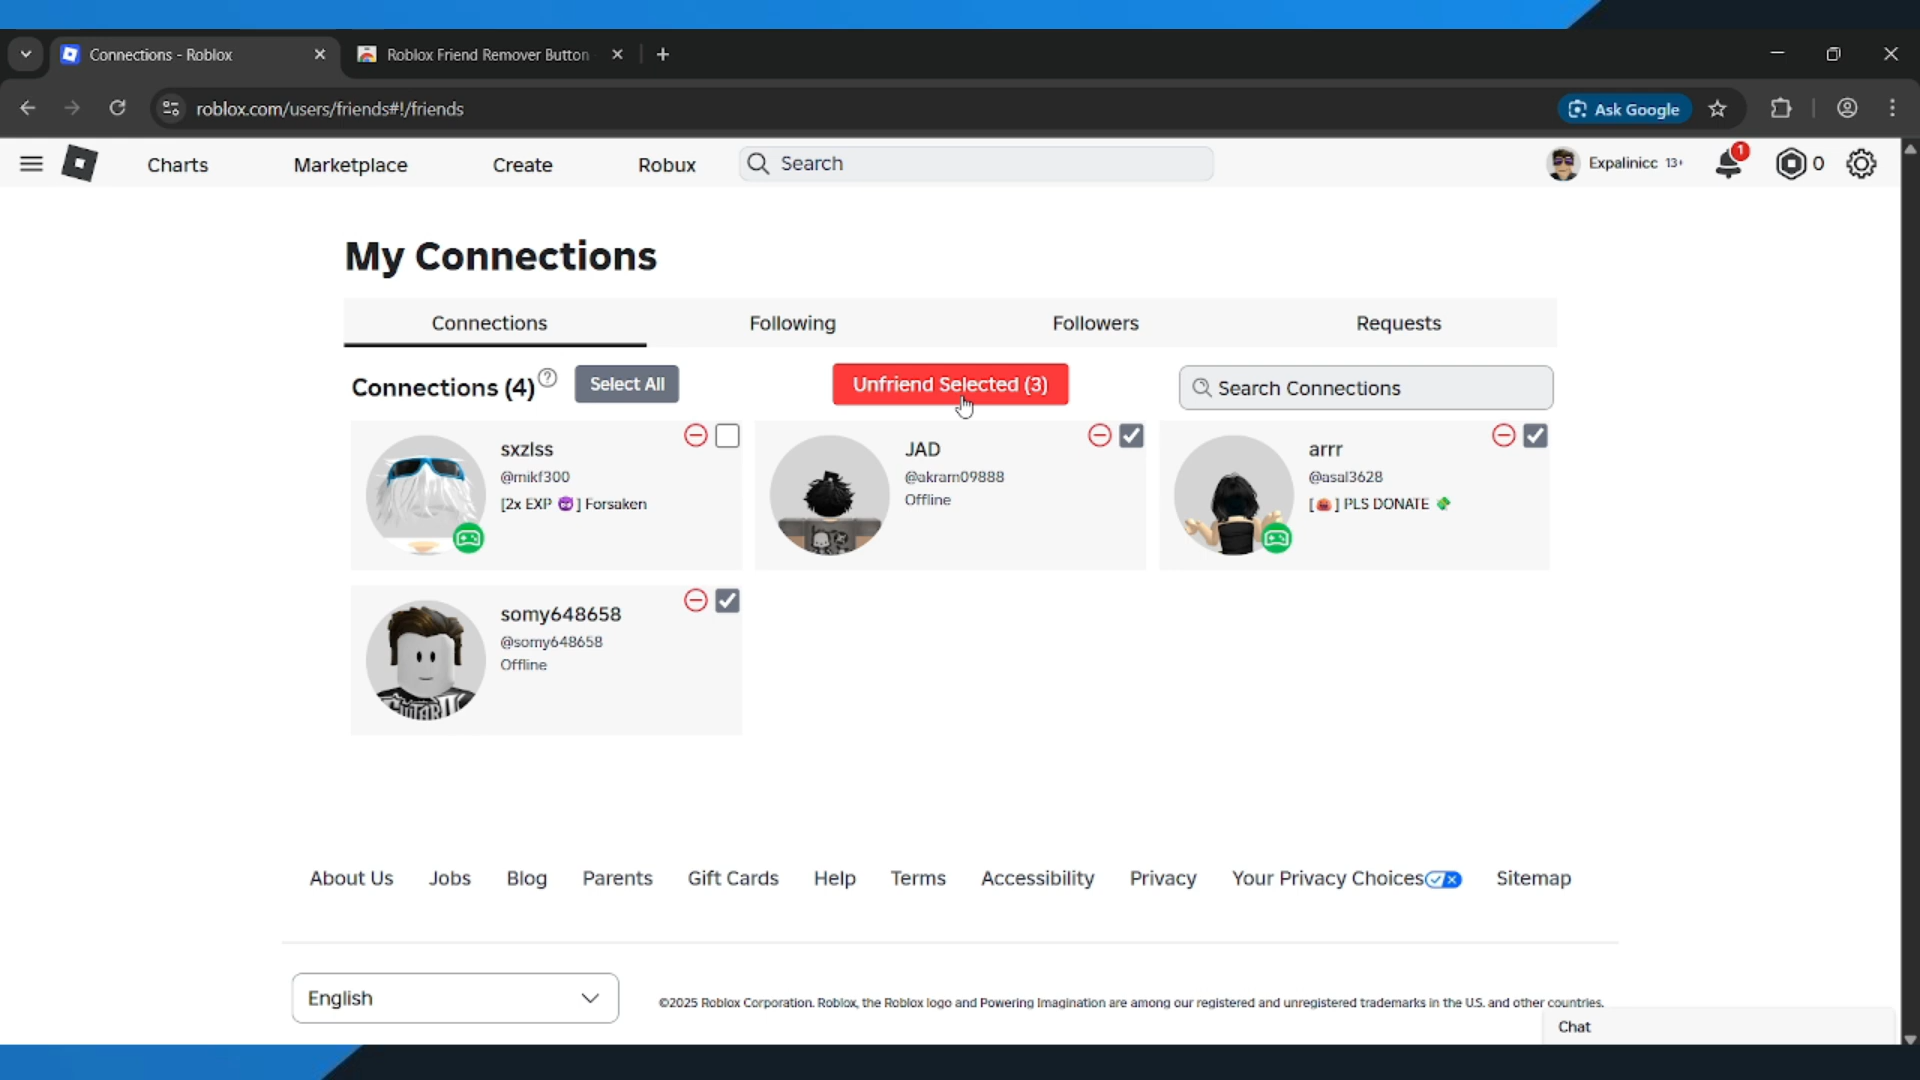 Connections - Roblox
Roblox Friend Remover Button
roblox.com/users/friends#!/friends
Ask Google
Charts
Marketplace
Create
Robux
Search
Expalinicc 13+
1
0
My Connections
Connections
Following
Followers
Requests
Connections (4)
?
Select All
Unfriend Selected (3)
Search Connections
sxzlss
@mikf300
[2x EXP 😈] Forsaken
JAD
@akram09888
Offline
arrr
@asal3628
[🎃] PLS DONATE 💸
somy648658
@somy648658
Offline
About Us
Jobs
Blog
Parents
Gift Cards
Help
Terms
Accessibility
Privacy
Your Privacy Choices
Sitemap
English
©2025 Roblox Corporation. Roblox, the Roblox logo and Powering Imagination are among our registered and unregistered trademarks in the U.S. and other countries.
Chat